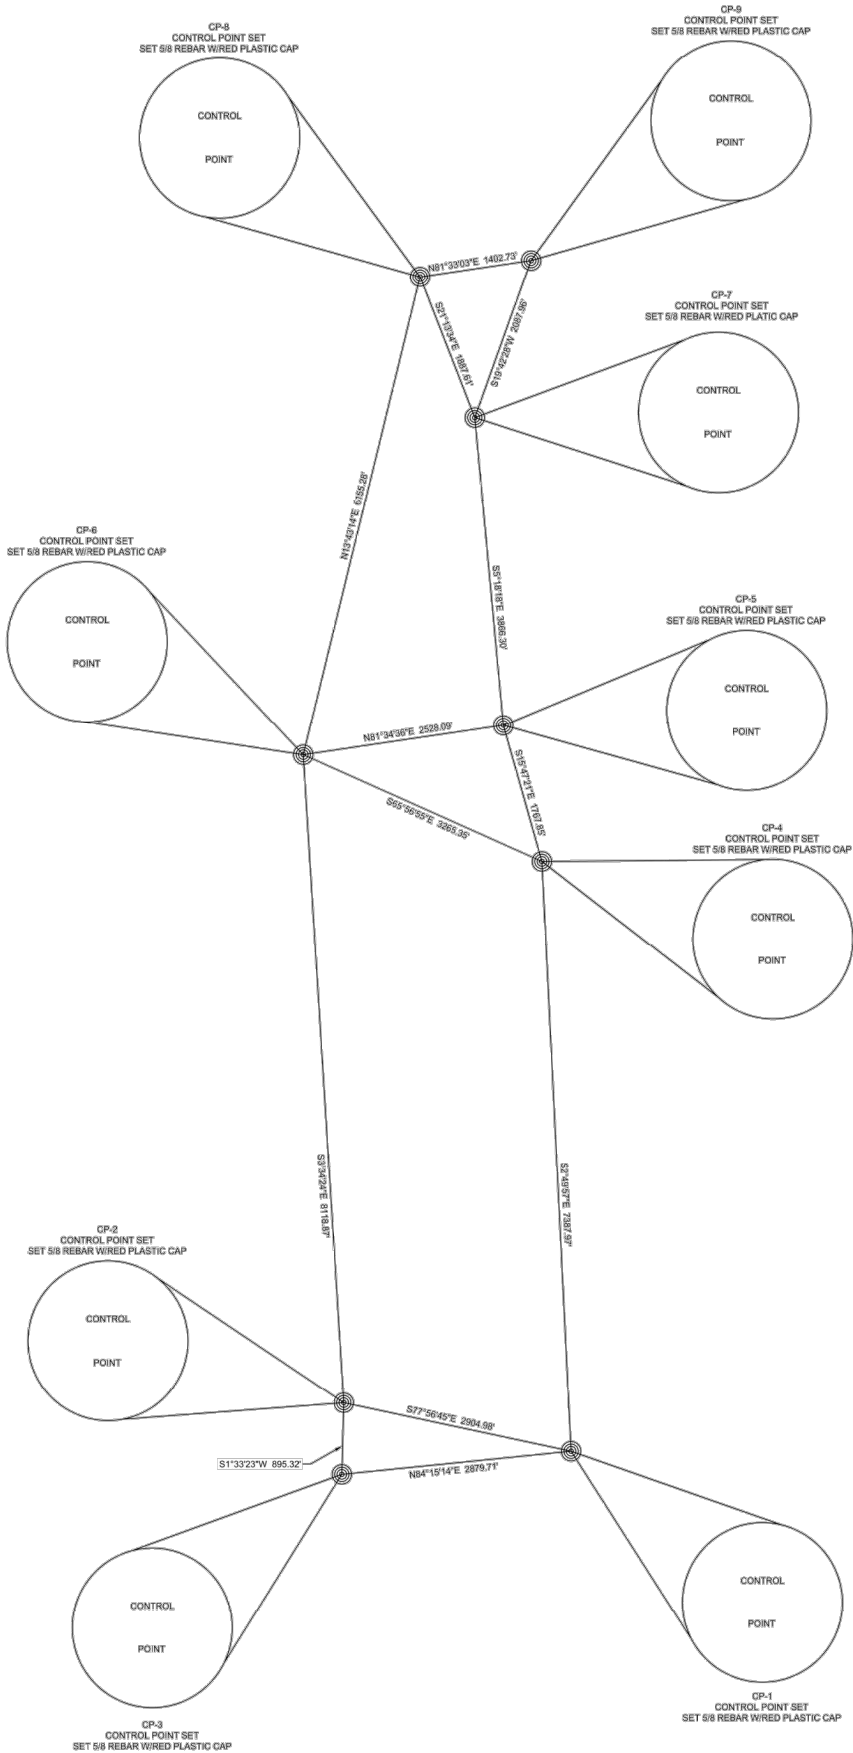 CP-9
CONTROL POINT SET
SET 5/8 REBAR W/RED PLASTIC CAP
CP-8
CONTROL POINT SET
SET 5/8 REBAR W/RED PLASTIC CAP
CONTROL
POINT
CONTROL
POINT
N81°33'03"E 1402.73'
S21°13'34"E 1887.61'
S19°42'28"W 2087.96'
CP-7
CONTROL POINT SET
SET 5/8 REBAR W/RED PLATIC CAP
CONTROL
POINT
N13°43'14"E 6155.28'
CP-6
CONTROL POINT SET
SET 5/8 REBAR W/RED PLASTIC CAP
CONTROL
POINT
S5°18'18"E 3866.30'
CP-5
CONTROL POINT SET
SET 5/8 REBAR W/RED PLASTIC CAP
CONTROL
POINT
N81°34'36"E 2528.09'
S15°47'21"E 1767.85'
S65°56'55"E 3265.35'
CP-4
CONTROL POINT SET
SET 5/8 REBAR W/RED PLASTIC CAP
CONTROL
POINT
S3°34'24"E 8118.87'
S2°49'57"E 7387.97'
CP-2
CONTROL POINT SET
SET 5/8 REBAR W/RED PLASTIC CAP
CONTROL
POINT
S77°56'45"E 2904.98'
S1°33'23"W 895.32'
N84°15'14"E 2879.71'
CONTROL
POINT
CP-3
CONTROL POINT SET
SET 5/8 REBAR W/RED PLASTIC CAP
CONTROL
POINT
CP-1
CONTROL POINT SET
SET 5/8 REBAR W/RED PLASTIC CAP